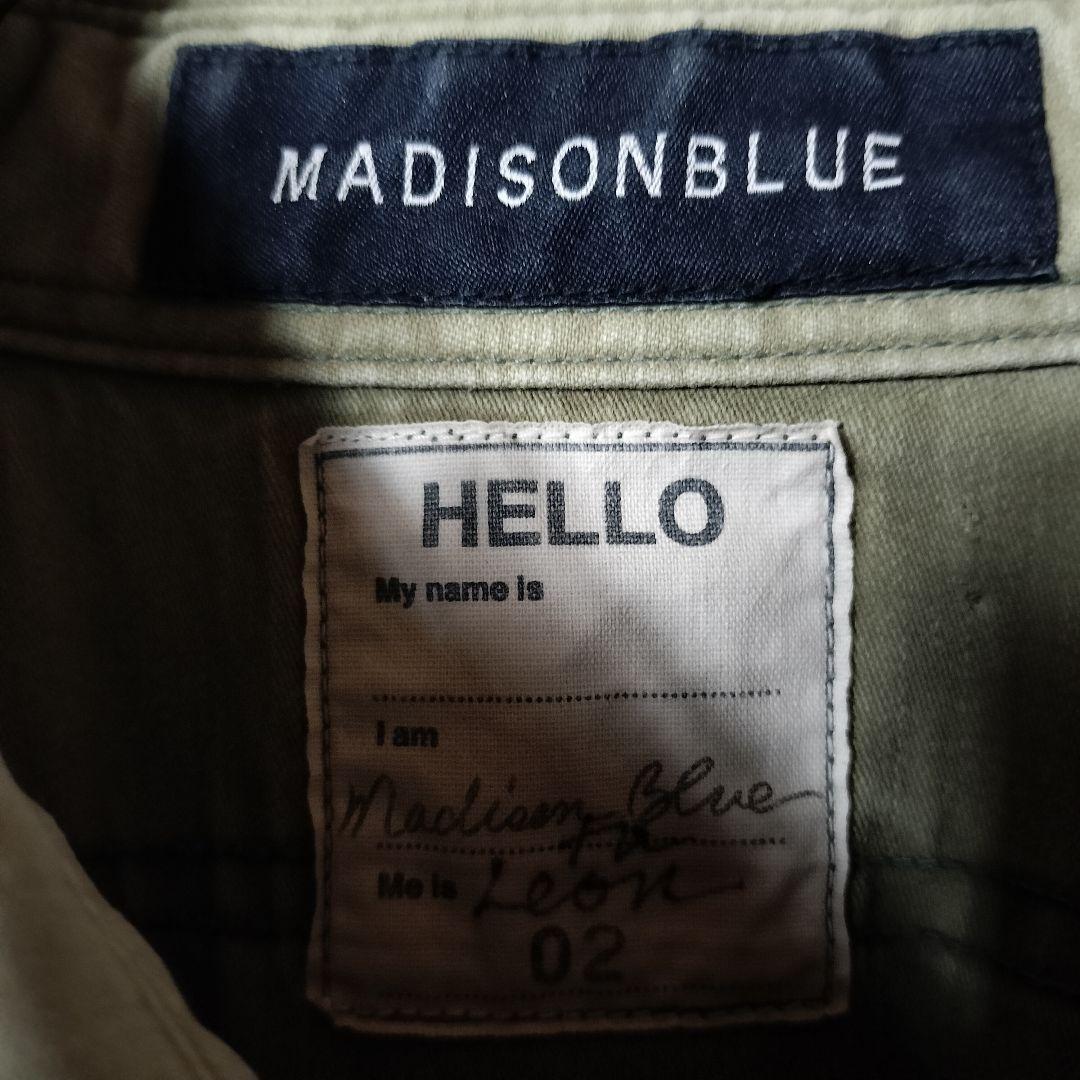 MADISONBLUE
HELLO
My name is
I am
Madison Blue
Me is Leon
02